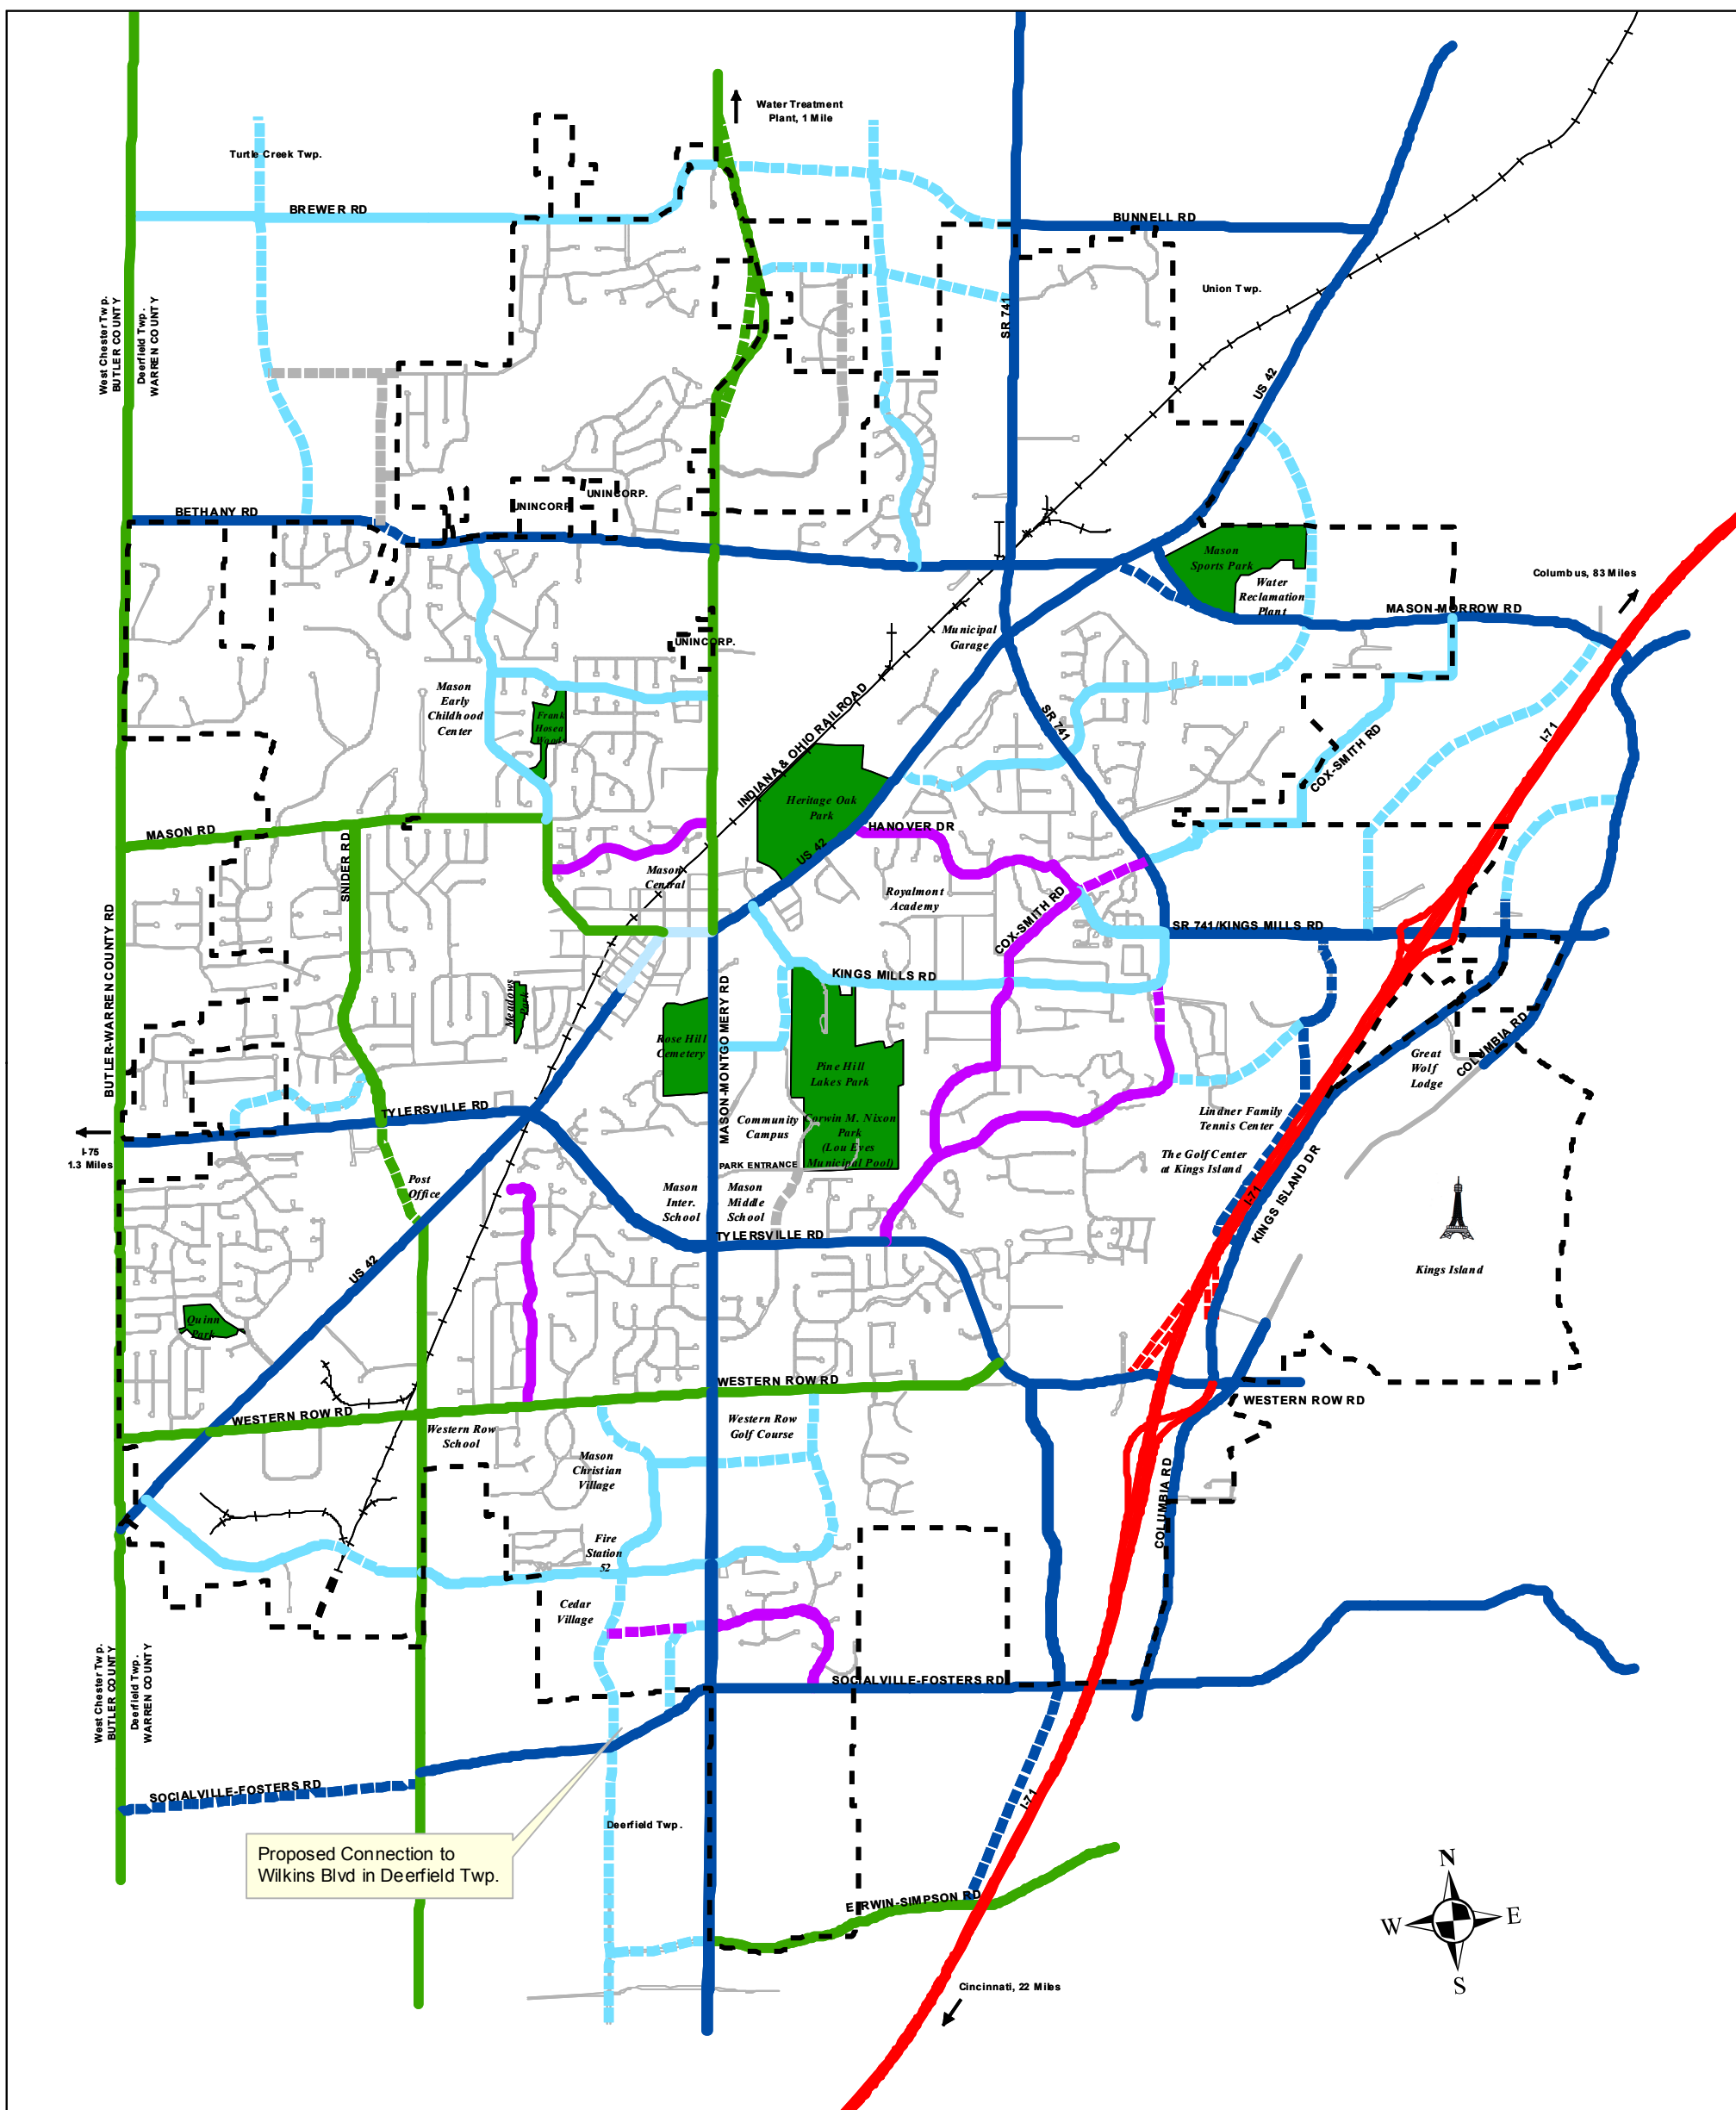 Water Treatment
Plant, 1 Mile
Turtle Creek Twp.
BREWER RD
BUNNELL RD
Union Twp.
West Chester Twp.
BUTLER COUNTY
Deerfield Twp.
WARREN COUNTY
SR 741
US 42
UNINCORP.
UNINCORP.
BETHANY RD
Mason
Sports Park
Water
Reclamation
Plant
Columbus, 83 Miles
MASON-MORROW RD
Municipal
Garage
UNINCORP.
Mason
Early
Childhood
Center
Frank
Hosea
Woods
SR 741
I-71
COX-SMITH RD
INDIANA & OHIO RAILROAD
Heritage Oak
Park
HANOVER DR
MASON RD
SNIDER RD
US 42
Mason
Central
Royalmont
Academy
COX-SMITH RD
SR 741/KINGS MILLS RD
BUTLER-WARREN COUNTY RD
KINGS MILLS RD
Meadows
Park
Rose Hill
Cemetery
MASON-MONTGOMERY RD
Pine Hill
Lakes Park
Great
Wolf
Lodge
COLUMBIA RD
TYLERSVILLE RD
Community
Campus
Corwin M. Nixon
Park
(Lou Eves
Municipal Pool)
Lindner Family
Tennis Center
I-75
1.3 Miles
PARK ENTRANCE
The Golf Center
at Kings Island
Post
Office
Mason
Inter.
School
Mason
Middle
School
I-71
KINGS ISLAND DR
TYLERSVILLE RD
US 42
Kings Island
Quinn
Park
WESTERN ROW RD
WESTERN ROW RD
WESTERN ROW RD
Western Row
School
Western Row
Golf Course
Mason
Christian
Village
COLUMBIA RD
Fire
Station
52
Cedar
Village
West Chester Twp.
BUTLER COUNTY
Deerfield Twp.
WARREN COUNTY
SOCIALVILLE-FOSTERS RD
SOCIALVILLE-FOSTERS RD
I-71
Deerfield Twp.
Proposed Connection to
Wilkins Blvd in Deerfield Twp.
ERWIN-SIMPSON RD
N
W
E
S
Cincinnati, 22 Miles